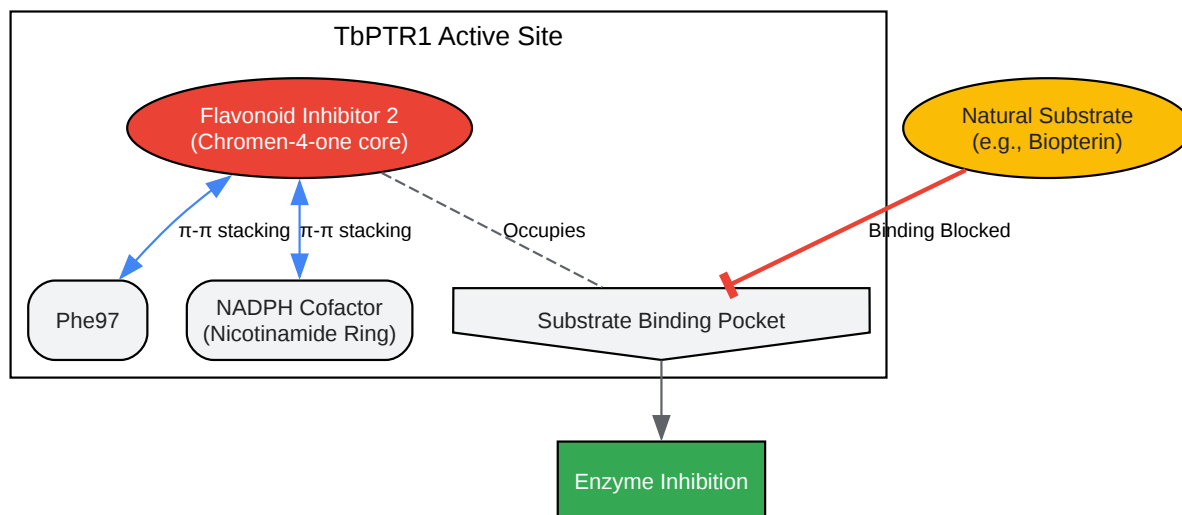 TbPTR1 Active Site
Flavonoid Inhibitor 2
(Chromen-4-one core)
Natural Substrate
(e.g., Biopterin)
π-π stacking
π-π stacking
Occupies
Binding Blocked
Phe97
NADPH Cofactor
(Nicotinamide Ring)
Substrate Binding Pocket
Enzyme Inhibition